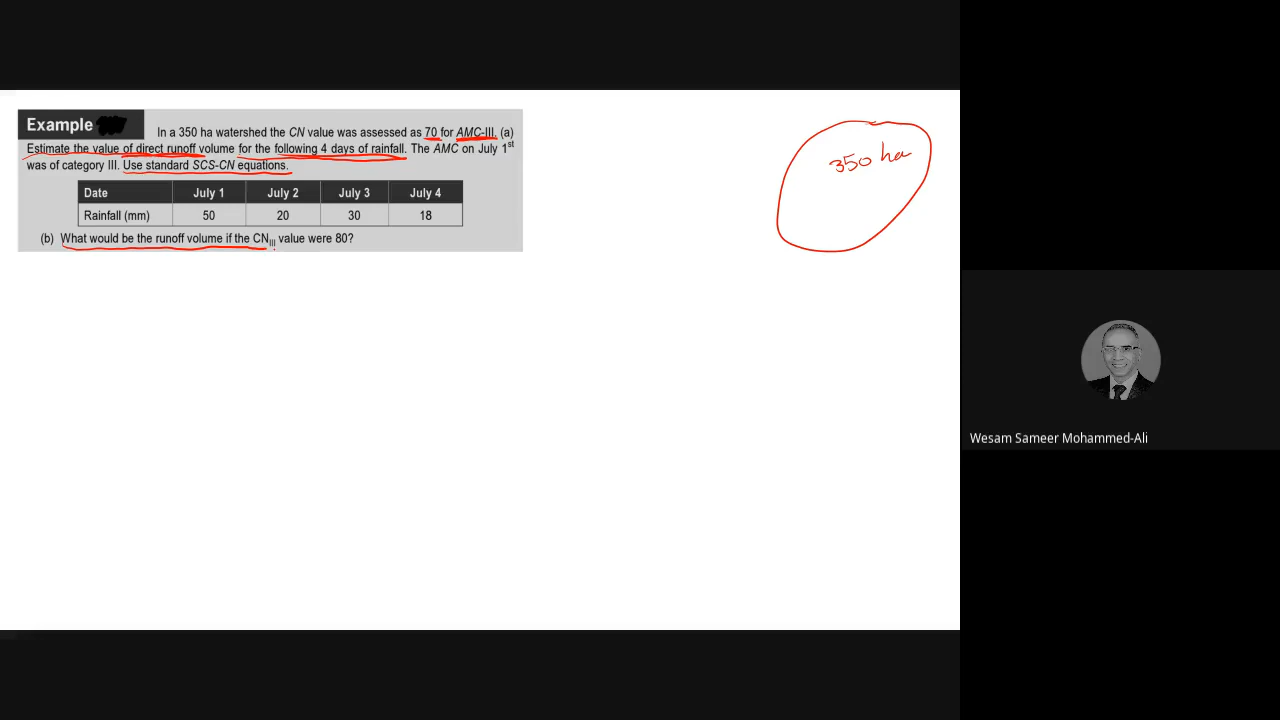 Example
In a 350 ha watershed the CN value was assessed as 70 for AMC-III. (a)
Estimate the value of direct runoff volume for the following 4 days of rainfall. The AMC on July 1st
was of category III. Use standard SCS-CN equations.
Date July 1 July 2 July 3 July 4
Rainfall (mm) 50 20 30 18
(b) What would be the runoff volume if the CNIII value were 80?
350 ha
Wesam Sameer Mohammed-Ali